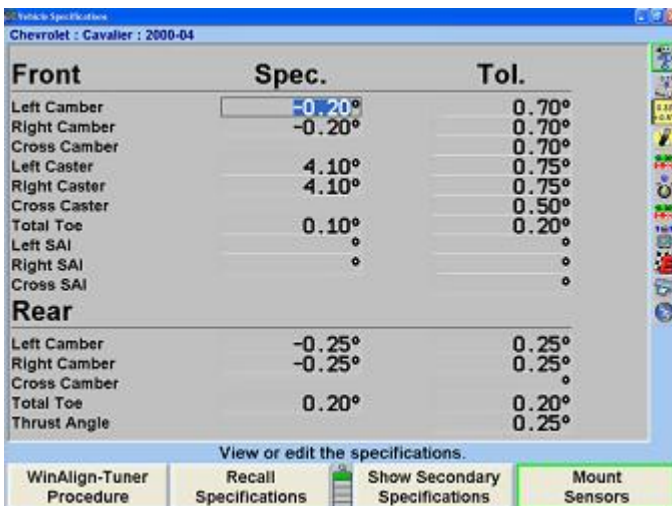 Vehicle Specifications
Chevrolet : Cavalier : 2000-04
Front Spec. Tol.
Left Camber -0.20° 0.70°
Right Camber -0.20° 0.70°
Cross Camber 0.70°
Left Caster 4.10° 0.75°
Right Caster 4.10° 0.75°
Cross Caster 0.50°
Total Toe 0.10° 0.20°
Left SAI ° °
Right SAI ° °
Cross SAI °
Rear
Left Camber -0.25° 0.25°
Right Camber -0.25° 0.25°
Cross Camber °
Total Toe 0.20° 0.20°
Thrust Angle 0.25°
View or edit the specifications.
WinAlign-Tuner Recall Show Secondary Mount
Procedure Specifications Specifications Sensors